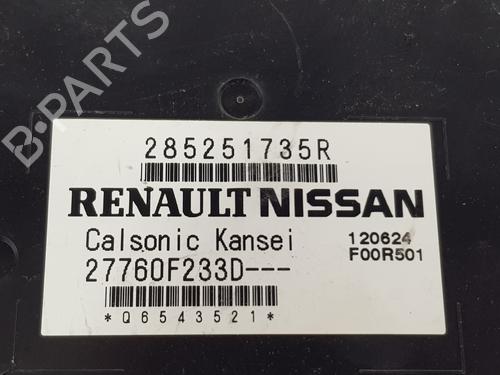 B-PARTS
285251735R
RENAULT NISSAN
Calsonic Kansei
120624
27760F233D---
F00R501
*Q6543521*